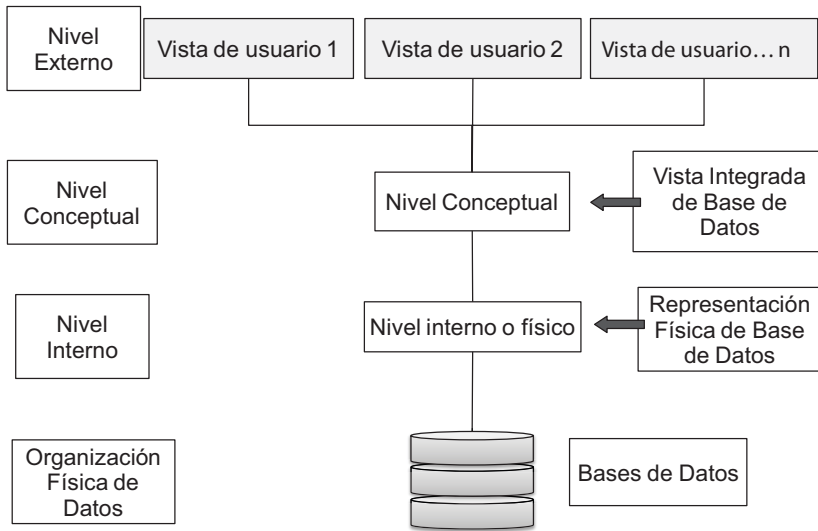 Nivel
Externo
Vista de usuario 1
Vista de usuario 2
Vista de usuario… n
Nivel
Conceptual
Nivel Conceptual
Vista Integrada
de Base de
Datos
Nivel
Interno
Nivel interno o físico
Representación
Física de Base
de Datos
Organización
Física de
Datos
Bases de Datos